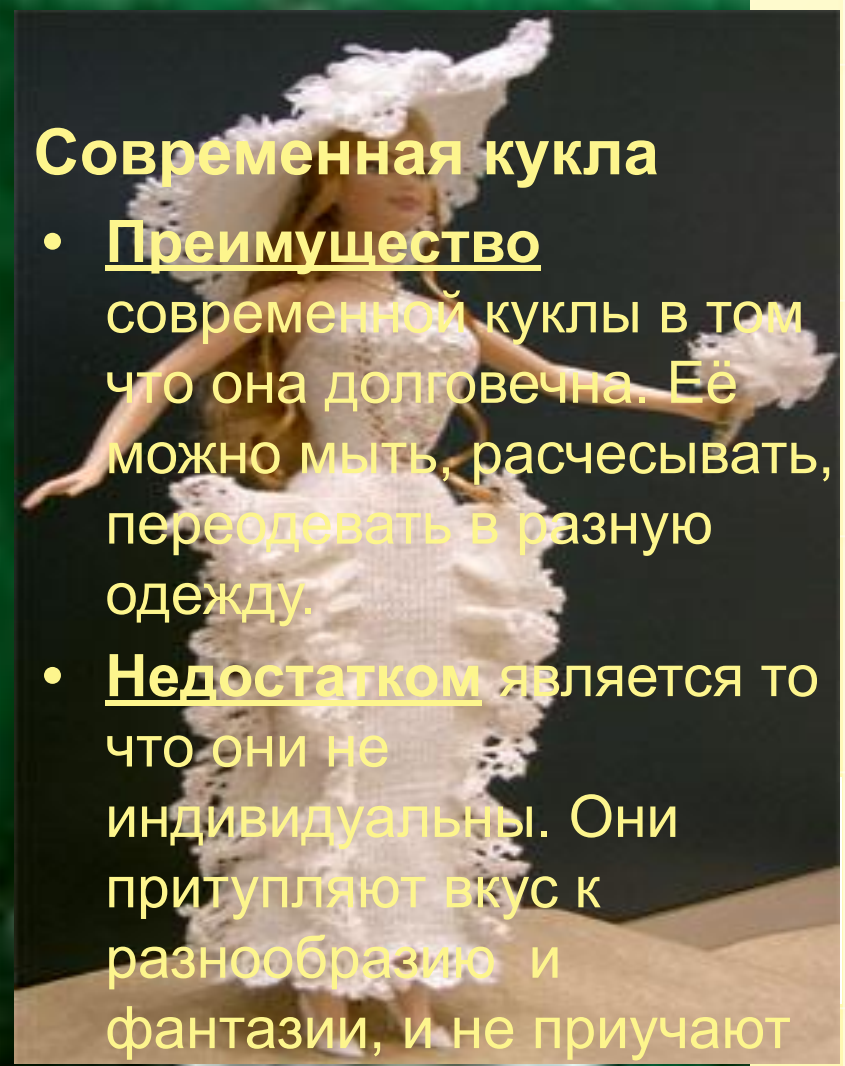 Современная кукла
• Преимущество
современной куклы в том
что она долговечна. Её
можно мыть, расчесывать,
переодевать в разную
одежду.
• Недостатком является то
что они не
индивидуальны. Они
притупляют вкус к
разнообразию и
фантазии, и не приучают